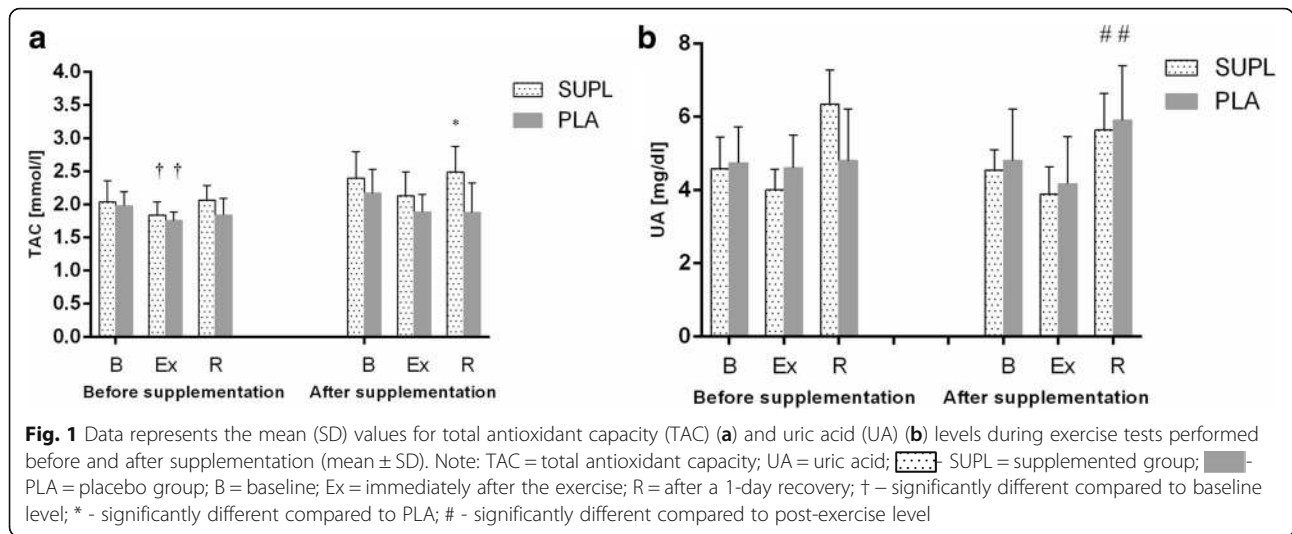 a
TAC [mmol/l]
4.0
3.5
3.0
2.5
2.0
1.5
1.0
0.5
0.0
SUPL
PLA
† †
*
B Ex R B Ex R
Before supplementation After supplementation
b
UA [mg/dl]
8
6
4
2
0
# #
SUPL
PLA
B Ex R B Ex R
Before supplementation After supplementation
Fig. 1 Data represents the mean (SD) values for total antioxidant capacity (TAC) (a) and uric acid (UA) (b) levels during exercise tests performed
before and after supplementation (mean ± SD). Note: TAC = total antioxidant capacity; UA = uric acid; - SUPL = supplemented group; -
PLA = placebo group; B = baseline; Ex = immediately after the exercise; R = after a 1-day recovery; † – significantly different compared to baseline
level; * - significantly different compared to PLA; # - significantly different compared to post-exercise level